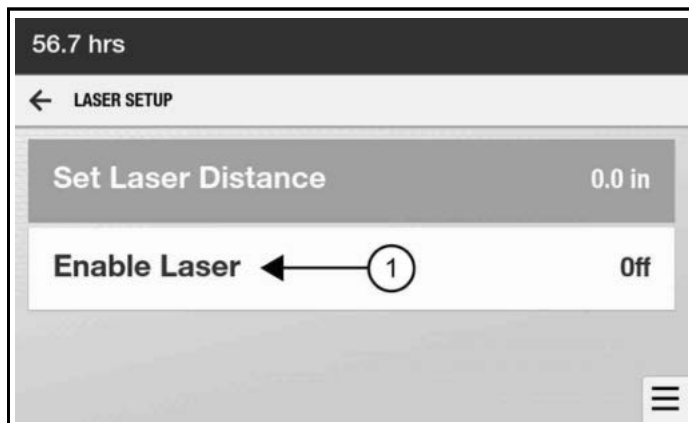 56.7 hrs
← LASER SETUP
Set Laser Distance 0.0 in
Enable Laser 1 Off